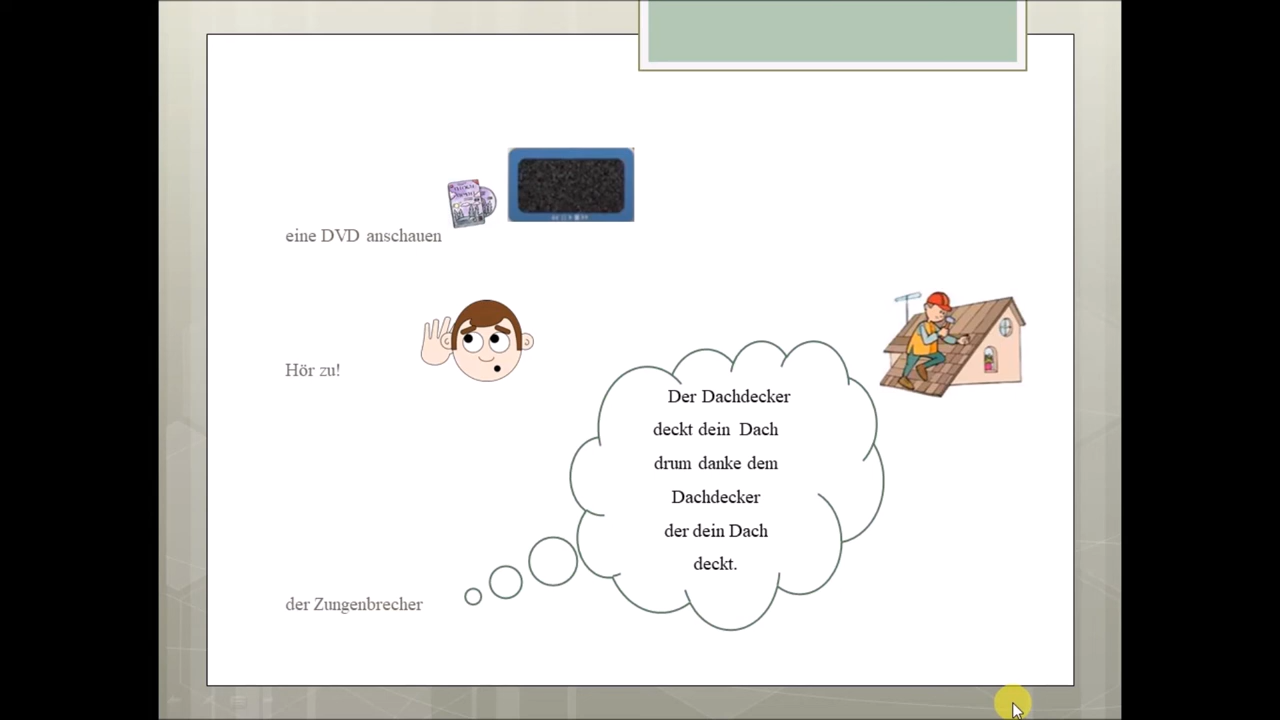 eine DVD anschauen
Hör zu!
Der Dachdecker
deckt dein Dach
drum danke dem
Dachdecker
der dein Dach
deckt.
der Zungenbrecher